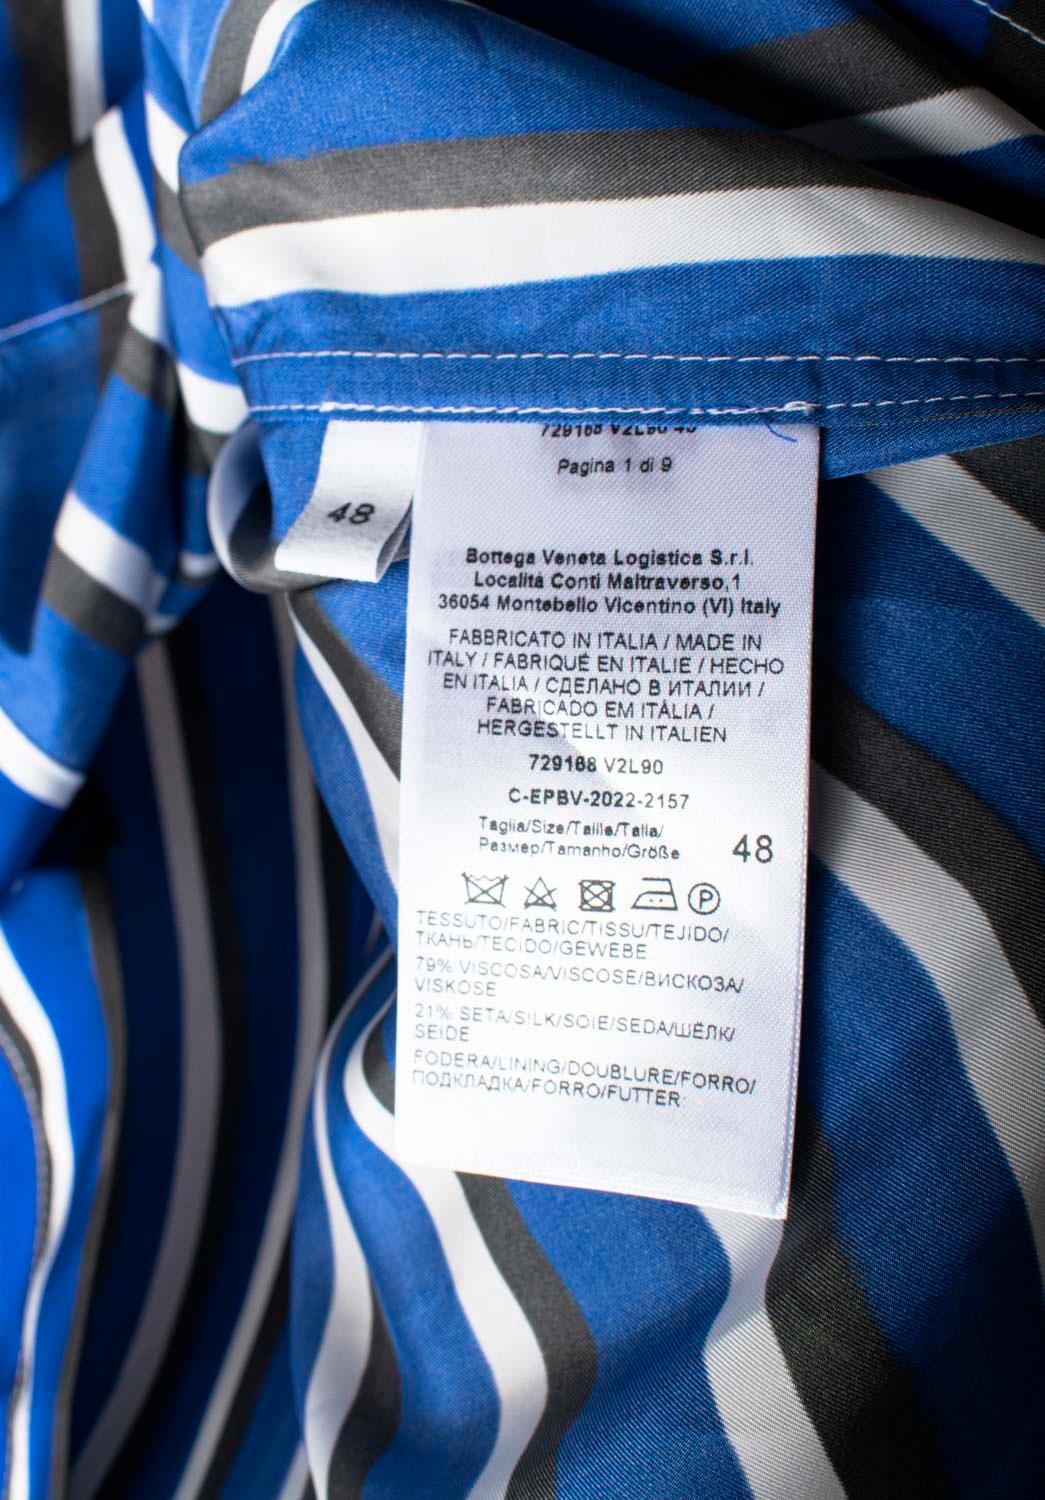 729168 V2L90 48
Pagina 1 di 9
48
Bottega Veneta Logistica S.r.l.
Località Conti Maltraverso,1
36054 Montebello Vicentino (VI) Italy
FABBRICATO IN ITALIA / MADE IN
ITALY / FABRIQUÉ EN ITALIE / HECHO
EN ITALIA / СДЕЛАНО В ИТАЛИИ /
FABRICADO EM ITÁLIA /
HERGESTELLT IN ITALIEN
729168 V2L90
C-EPBV-2022-2157
Taglia/Size/Taille/Talla/
Размер/Tamanho/Größe 48
P
TESSUTO/FABRIC/TISSU/TEJIDO/
ТКАНЬ/TECIDO/GEWEBE:
79% VISCOSA/VISCOSE/ВИСКОЗА/
VISKOSE
21% SETA/SILK/SOIE/SEDA/ШЁЛК/
SEIDE
FODERA/LINING/DOUBLURE/FORRO/
ПОДКЛАДКА/FORRO/FUTTER: